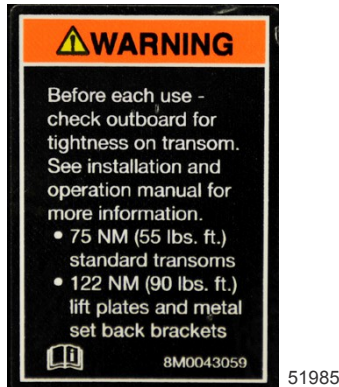 WARNING
Before each use -
check outboard for
tightness on transom.
See installation and
operation manual for
more information.
• 75 NM (55 lbs. ft.)
standard transoms
• 122 NM (90 lbs. ft.)
lift plates and metal
set back brackets
8M0043059
51985